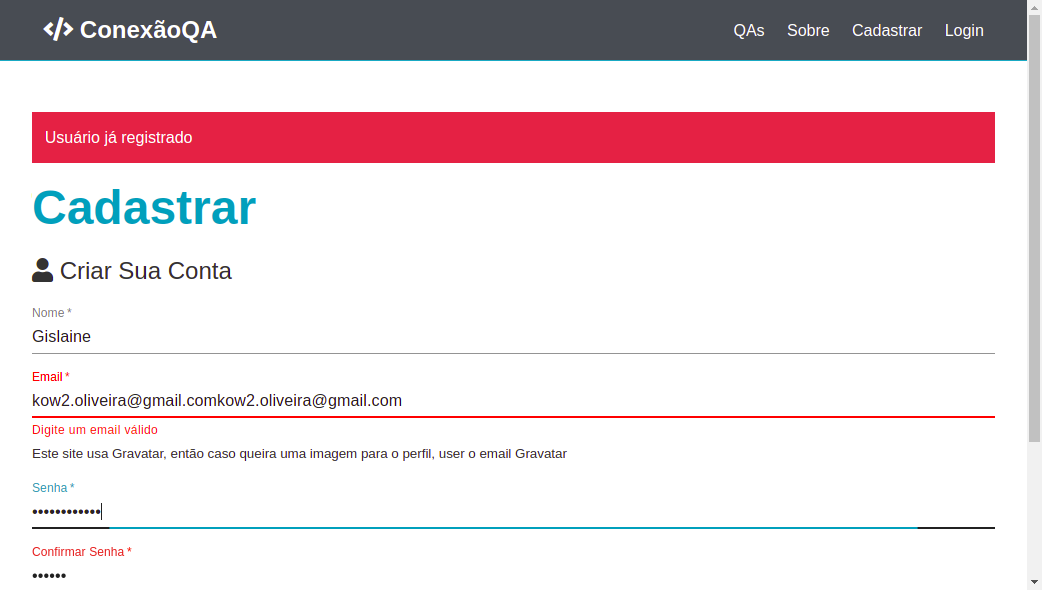 </> ConexãoQA
QAs Sobre Cadastrar Login
Usuário já registrado
Cadastrar
Criar Sua Conta
Nome *
Gislaine
Email *
kow2.oliveira@gmail.comkow2.oliveira@gmail.com
Digite um email válido
Este site usa Gravatar, então caso queira uma imagem para o perfil, user o email Gravatar
Senha *
••••••••••••
Confirmar Senha *
••••••